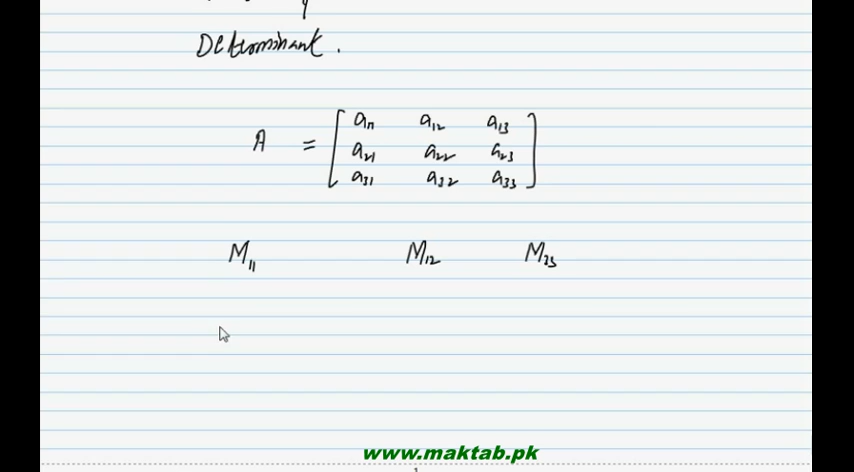 Determinant.
A = [ a11 a12 a13
a21 a22 a23
a31 a32 a33 ]
M11 M12 M23
www.maktab.pk